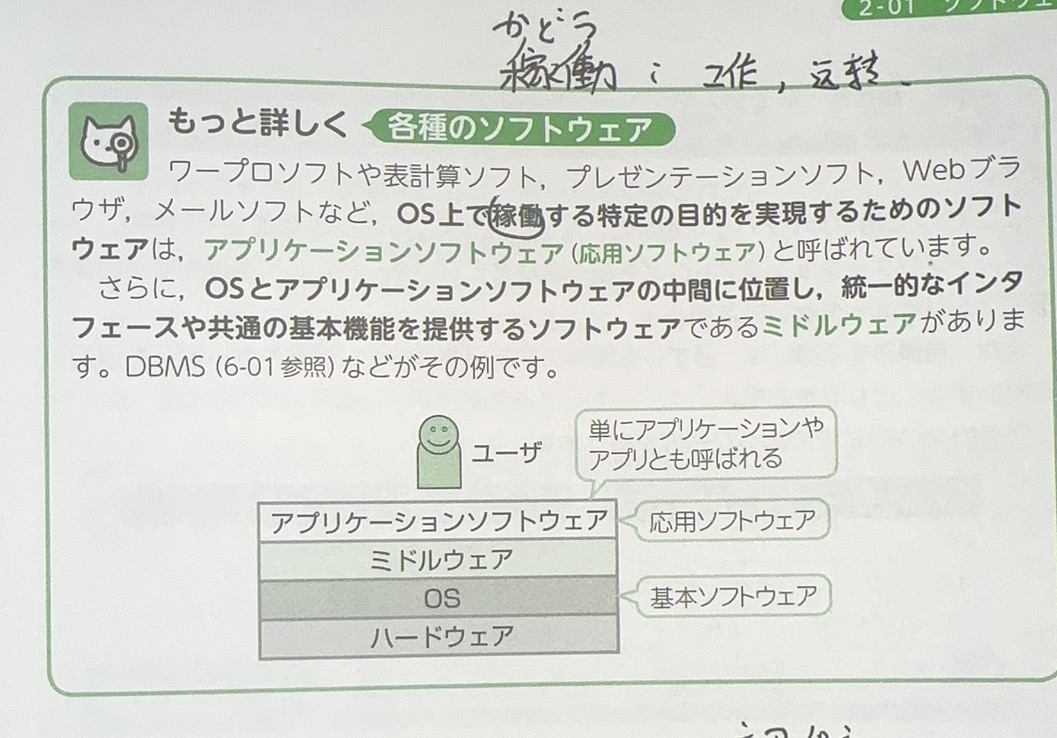 2-01 ソフトウェ
かどう
稼働：工作，运转．
もっと詳しく 各種のソフトウェア
ワープロソフトや表計算ソフト，プレゼンテーションソフト，Webブラ
ウザ，メールソフトなど，OS上で稼働する特定の目的を実現するためのソフト
ウェアは，アプリケーションソフトウェア（応用ソフトウェア）と呼ばれています。
さらに，OSとアプリケーションソフトウェアの中間に位置し，統一的なインタ
フェースや共通の基本機能を提供するソフトウェアであるミドルウェアがありま
す。DBMS（6-01参照）などがその例です。
ユーザ
単にアプリケーションや
アプリとも呼ばれる
アプリケーションソフトウェア
応用ソフトウェア
ミドルウェア
OS
基本ソフトウェア
ハードウェア